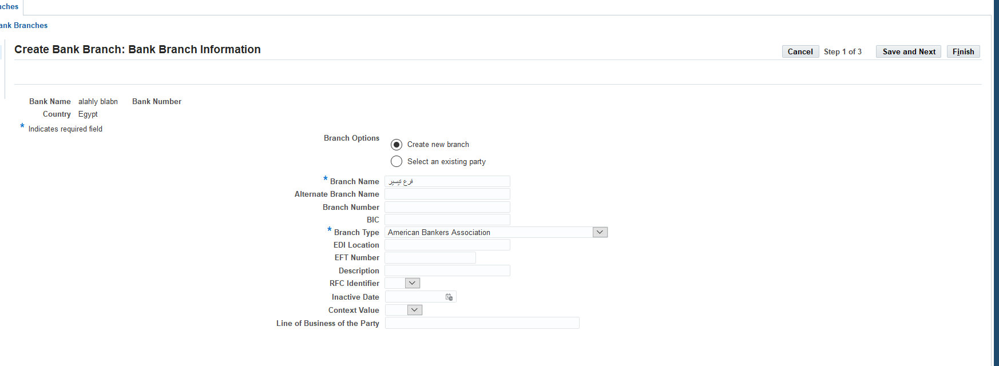 ches
ank Branches
Create Bank Branch: Bank Branch Information
Cancel Step 1 of 3 Save and Next Finish
Bank Name alahly blabn Bank Number
Country Egypt
* Indicates required field
Branch Options
Create new branch
Select an existing party
* Branch Name فرع تيسير
Alternate Branch Name
Branch Number
BIC
* Branch Type American Bankers Association
EDI Location
EFT Number
Description
RFC Identifier
Inactive Date
Context Value
Line of Business of the Party